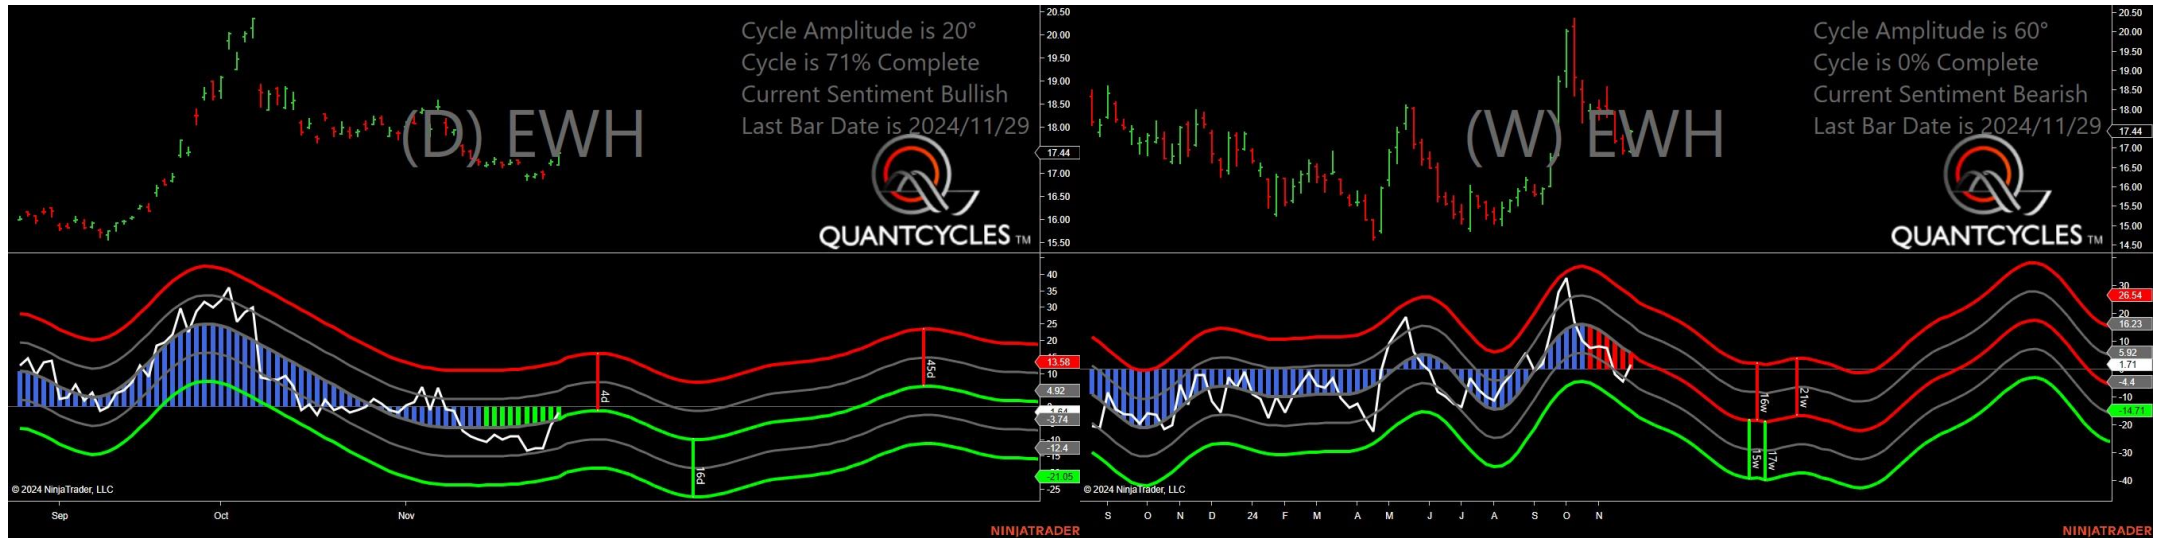 Cycle Amplitude is 20°
Cycle is 71% Complete
Current Sentiment Bullish
Last Bar Date is 2024/11/29
(D) EWH
QUANTCYCLES TM
20.50
20.00
19.50
19.00
18.50
18.00
17.44
17.00
16.50
16.00
15.50
40
35
30
25
20
13.58
10
4.92
-3.74
-12.4
-15
-21.05
-25
4d
16d
45d
© 2024 NinjaTrader, LLC
Sep Oct Nov
NINJATRADER
Cycle Amplitude is 60°
Cycle is 0% Complete
Current Sentiment Bearish
Last Bar Date is 2024/11/29
(W) EWH
QUANTCYCLES TM
20.50
20.00
19.50
19.00
18.50
18.00
17.44
17.00
16.50
16.00
15.50
15.00
14.50
30
26.54
20
16.23
10
5.92
1.71
-4.4
-10
-14.71
-20
-30
-40
16w
21w
15w
17w
© 2024 NinjaTrader, LLC
S O N D 24 F M A M J J A S O N
NINJATRADER